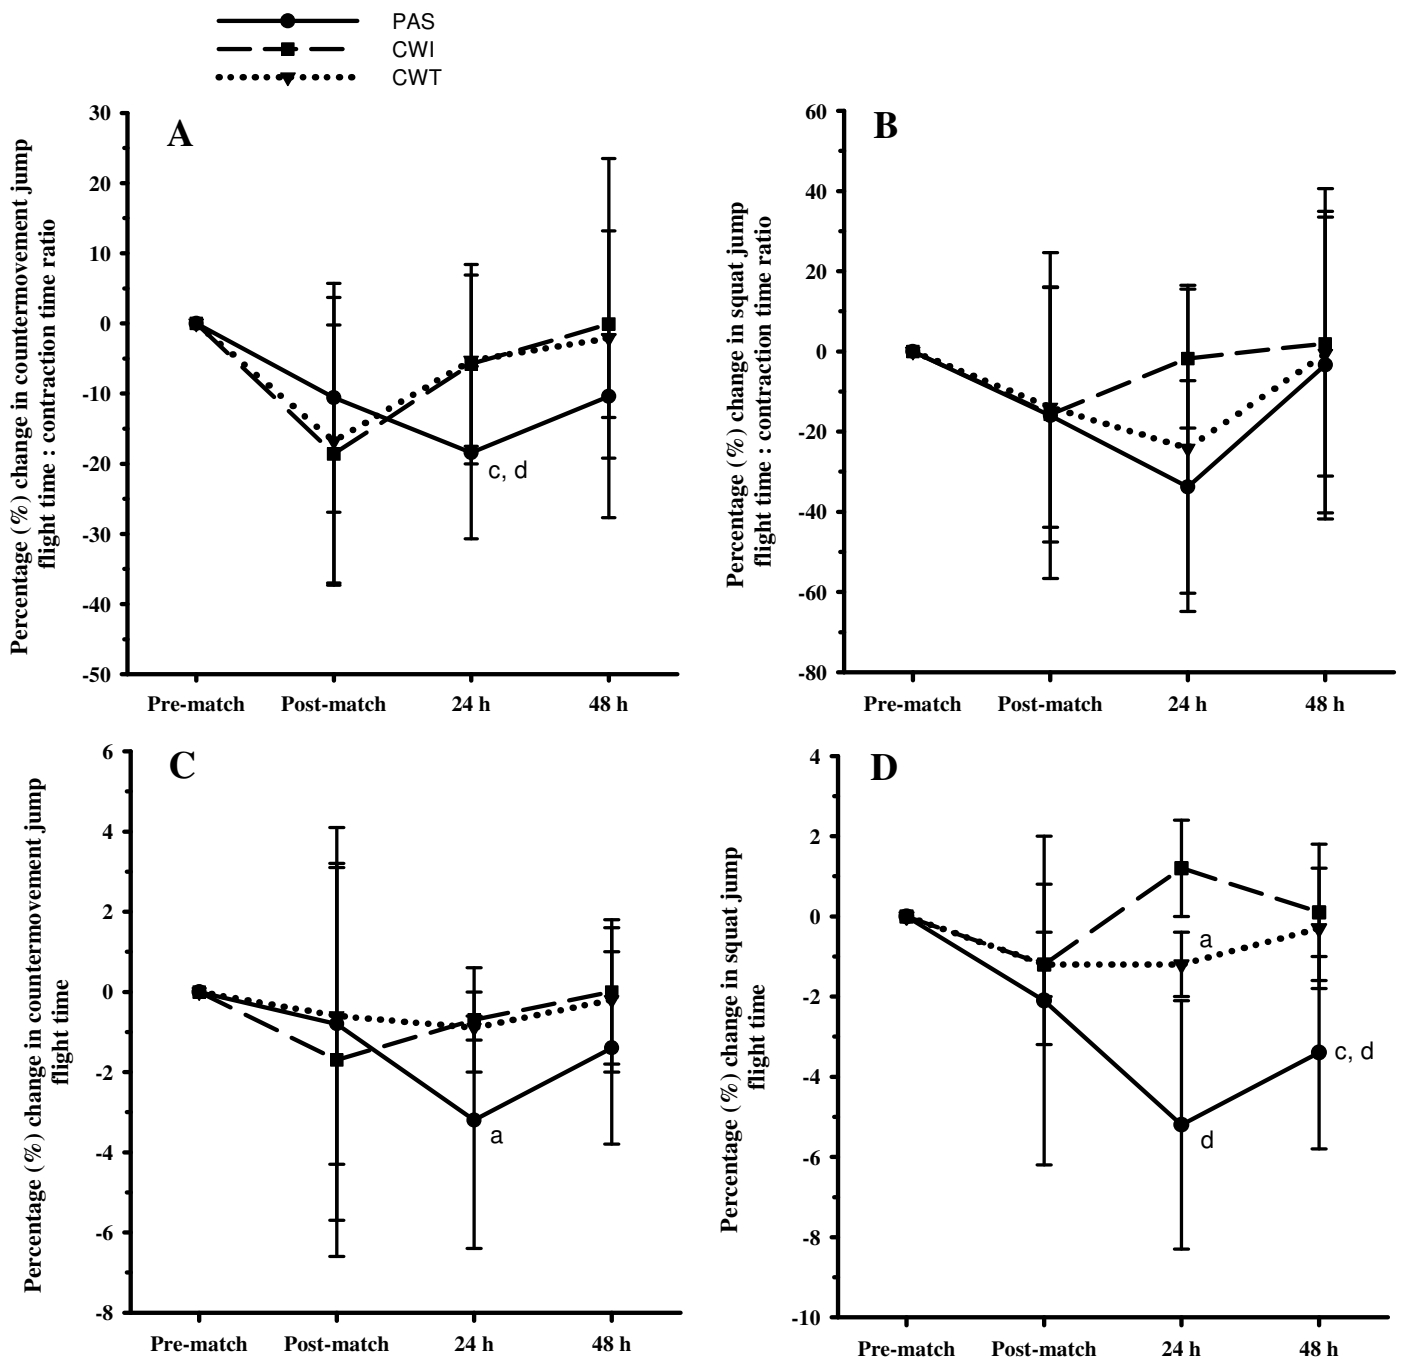 PAS
CWI
CWT
A
Percentage (%) change in countermovement jump
flight time : contraction time ratio
30
20
10
0
-10
-20
-30
-40
-50
c, d
Pre-match Post-match 24 h 48 h
B
Percentage (%) change in squat jump
flight time : contraction time ratio
60
40
20
0
-20
-40
-60
-80
Pre-match Post-match 24 h 48 h
C
Percentage (%) change in countermovement jump
flight time
6
4
2
0
-2
-4
-6
-8
a
Pre-match Post-match 24 h 48 h
D
Percentage (%) change in squat jump
flight time
4
2
0
-2
-4
-6
-8
-10
a
c, d
d
Pre-match Post-match 24 h 48 h